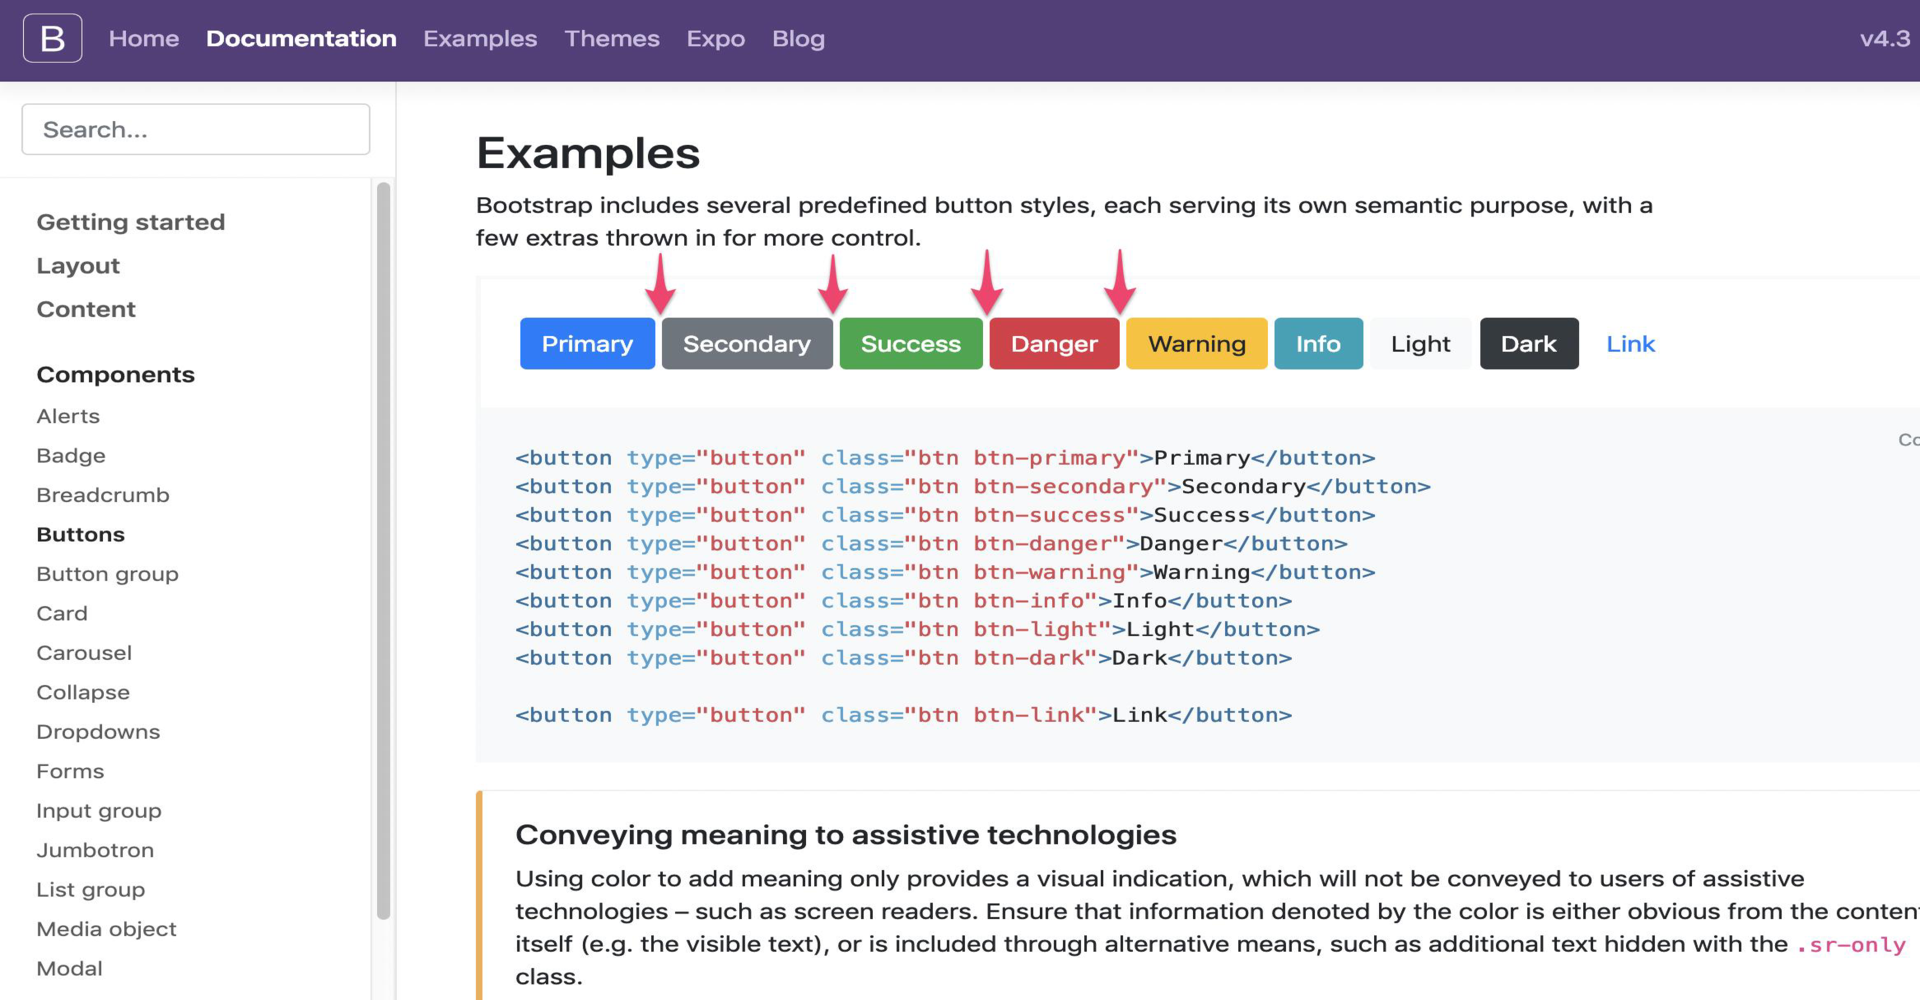 B Home Documentation Examples Themes Expo Blog v4.3
Search...
Getting started
Layout
Content
Components
Alerts
Badge
Breadcrumb
Buttons
Button group
Card
Carousel
Collapse
Dropdowns
Forms
Input group
Jumbotron
List group
Media object
Modal
Examples
Bootstrap includes several predefined button styles, each serving its own semantic purpose, with a
few extras thrown in for more control.
Primary Secondary Success Danger Warning Info Light Dark Link
Co
<button type="button" class="btn btn-primary">Primary</button>
<button type="button" class="btn btn-secondary">Secondary</button>
<button type="button" class="btn btn-success">Success</button>
<button type="button" class="btn btn-danger">Danger</button>
<button type="button" class="btn btn-warning">Warning</button>
<button type="button" class="btn btn-info">Info</button>
<button type="button" class="btn btn-light">Light</button>
<button type="button" class="btn btn-dark">Dark</button>
<button type="button" class="btn btn-link">Link</button>
Conveying meaning to assistive technologies
Using color to add meaning only provides a visual indication, which will not be conveyed to users of assistive
technologies – such as screen readers. Ensure that information denoted by the color is either obvious from the content
itself (e.g. the visible text), or is included through alternative means, such as additional text hidden with the .sr-only
class.